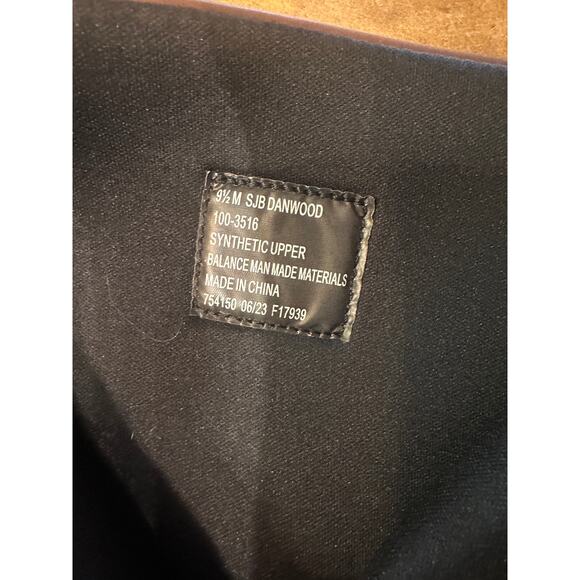 9½ M SJB DANWOOD
100-3516
SYNTHETIC UPPER
BALANCE MAN MADE MATERIALS
MADE IN CHINA
754150 06/23 F17939